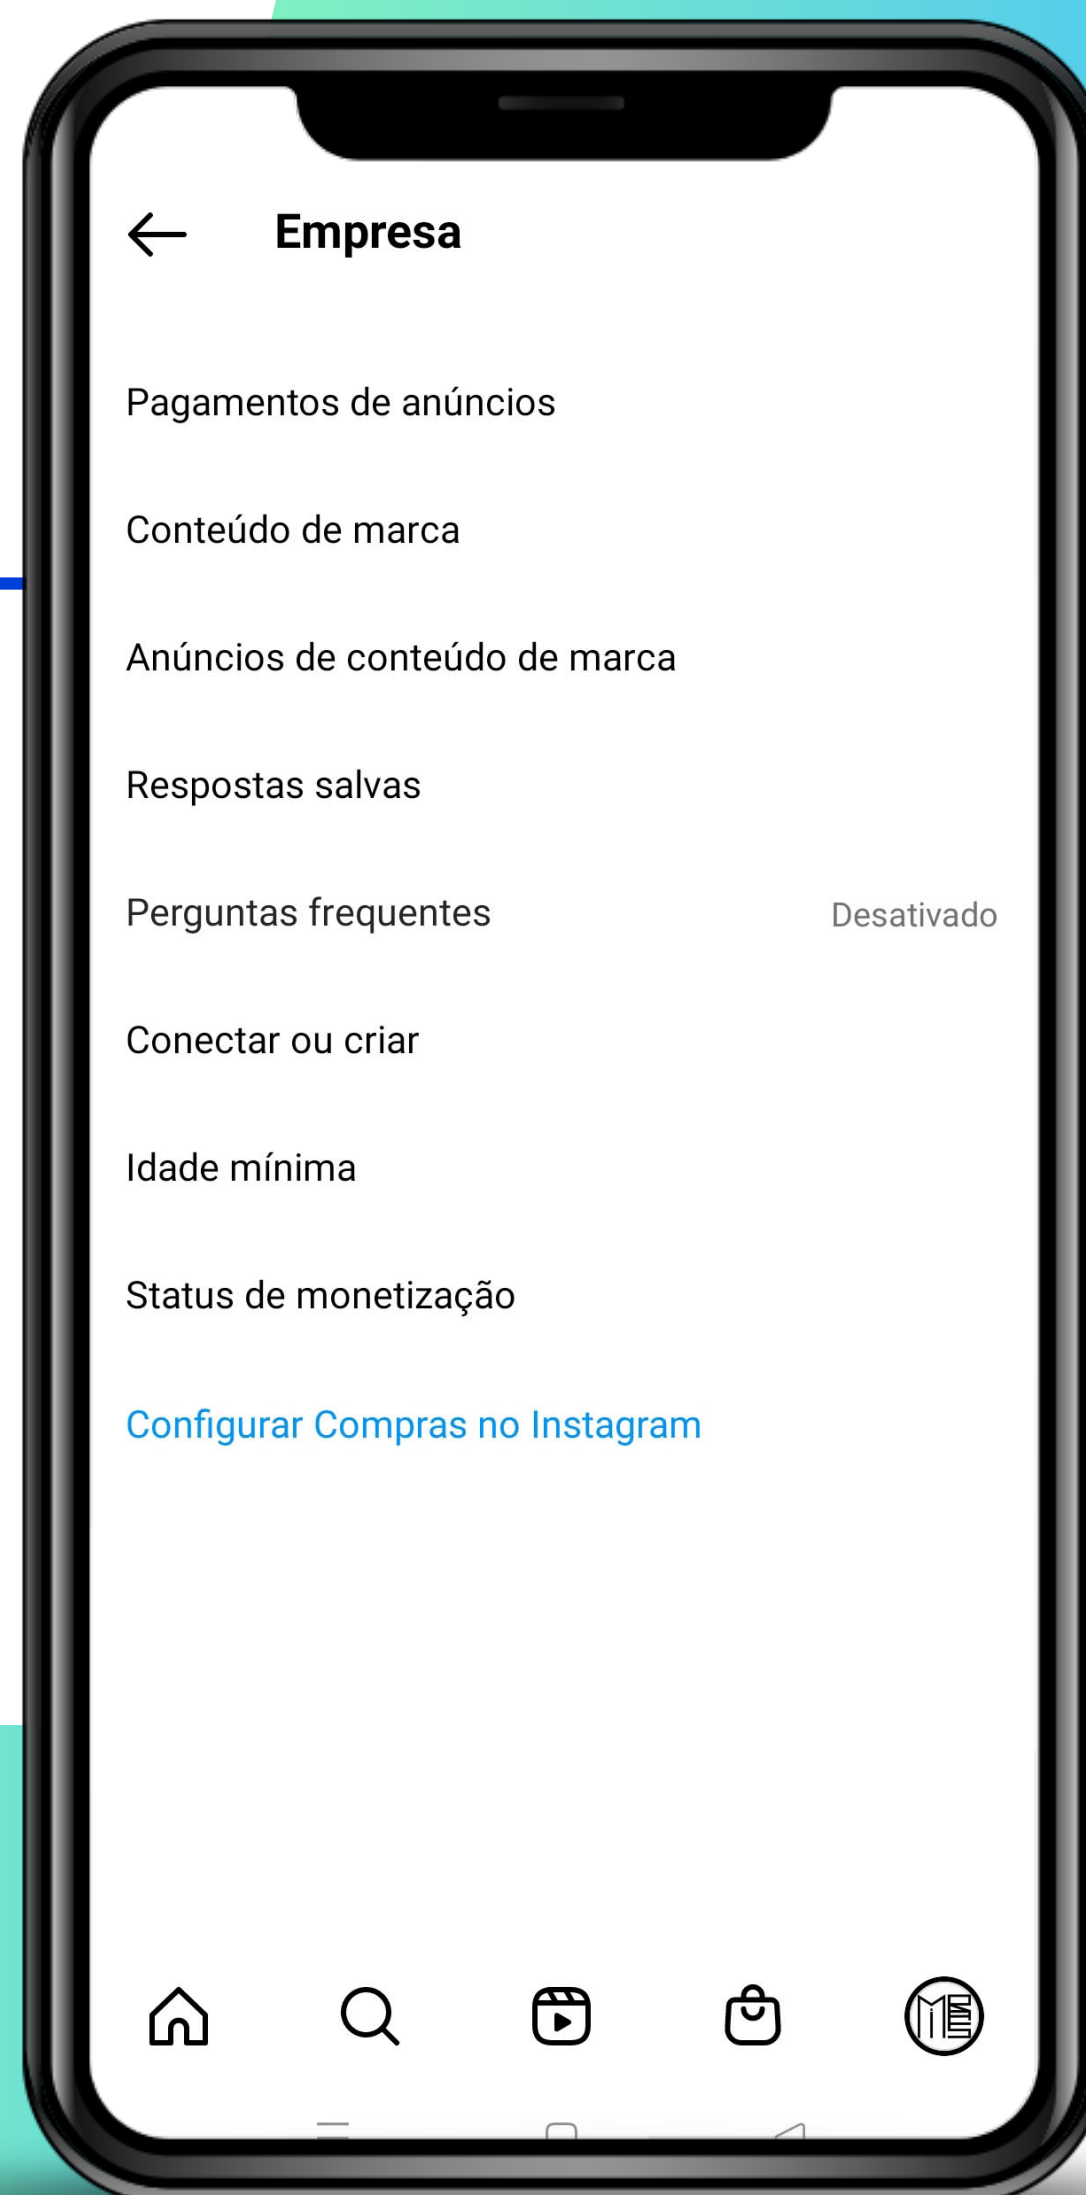 Empresa
Pagamentos de anúncios
Conteúdo de marca
Anúncios de conteúdo de marca
Respostas salvas
Perguntas frequentes Desativado
Conectar ou criar
Idade mínima
Status de monetização
Configurar Compras no Instagram